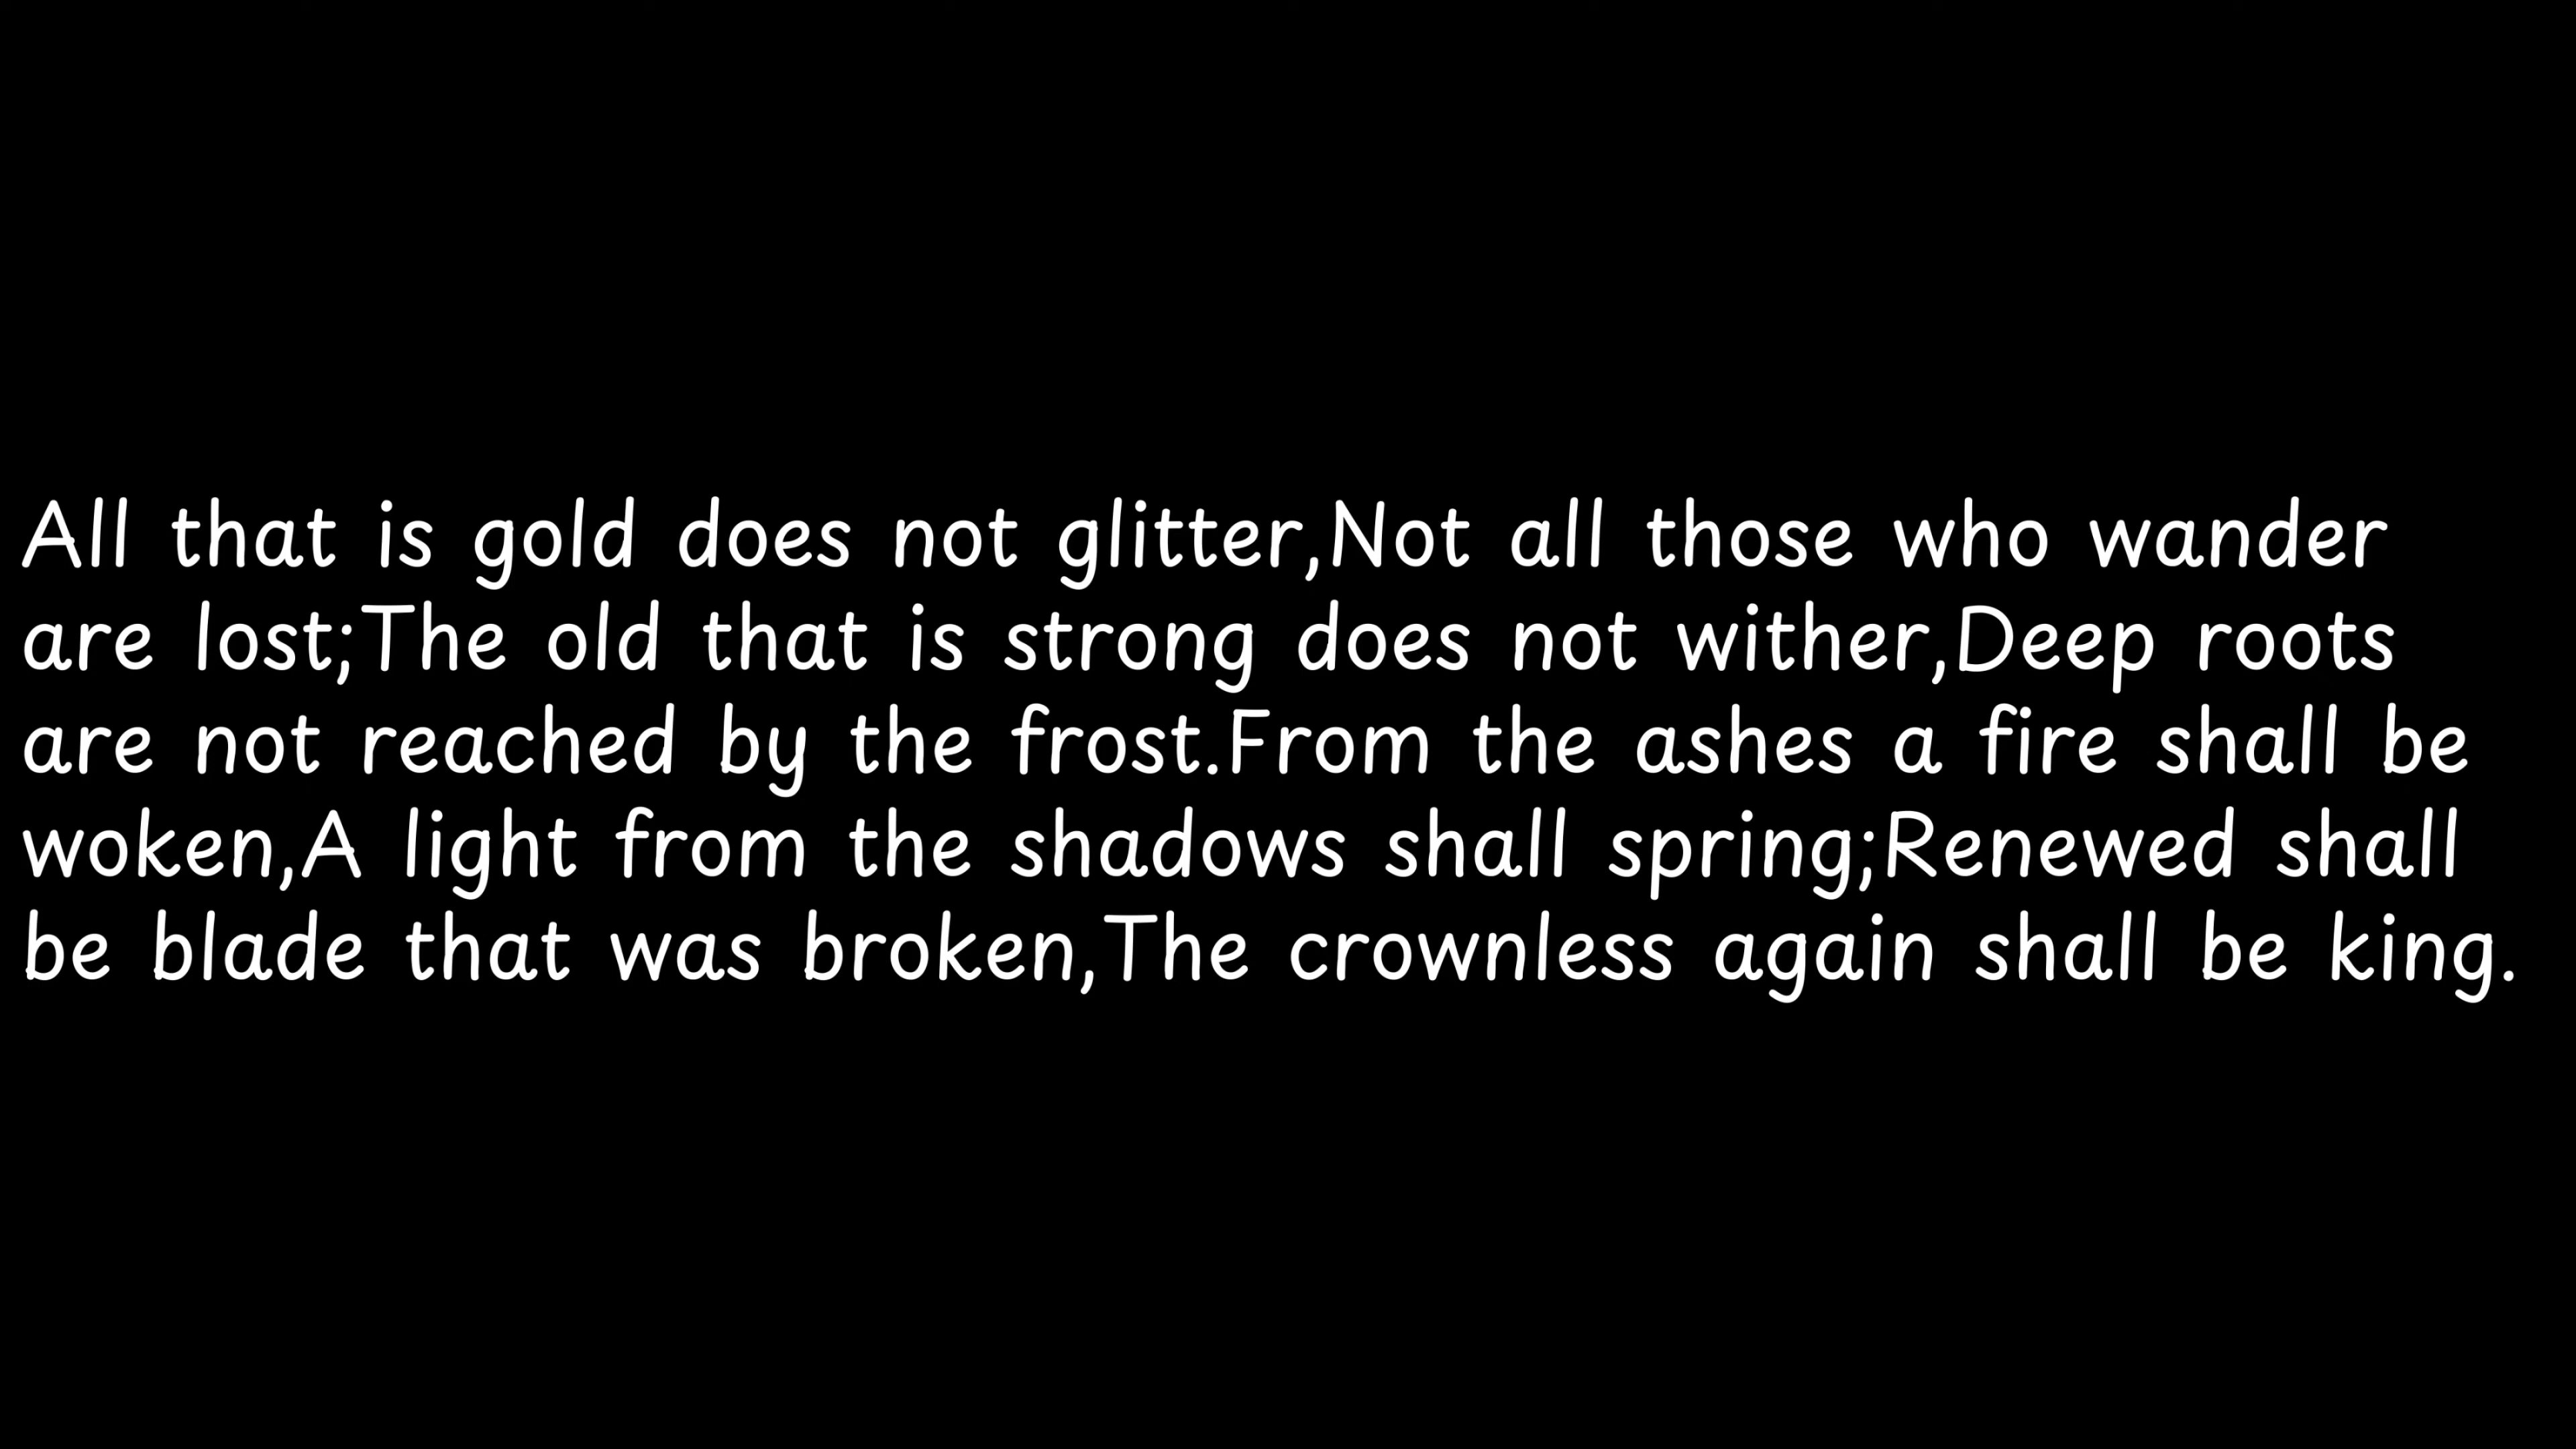 All that is gold does not glitter,Not all those who wander
are lost;The old that is strong does not wither,Deep roots
are not reached by the frost.From the ashes a fire shall be
woken,A light from the shadows shall spring;Renewed shall
be blade that was broken,The crownless again shall be king.